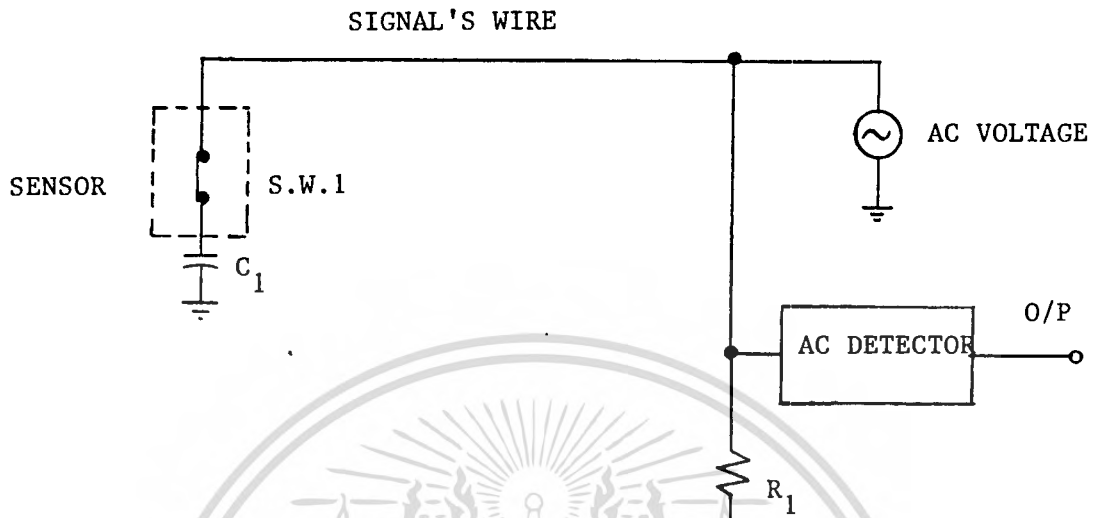 SIGNAL'S WIRE
AC VOLTAGE
SENSOR
S.W.1
C1
O/P
AC DETECTOR
R1